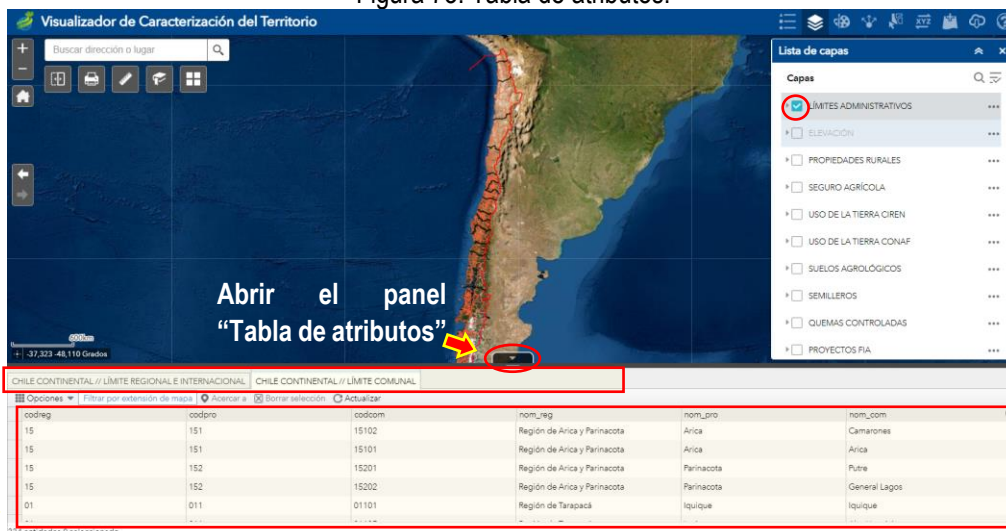 Figura 78. Tabla de atributos.
Visualizador de Caracterización del Territorio
Buscar dirección o lugar
Lista de capas
Capas
LÍMITES ADMINISTRATIVOS
ELEVACIÓN
PROPIEDADES RURALES
SEGURO AGRÍCOLA
USO DE LA TIERRA CIREN
USO DE LA TIERRA CONAF
SUELOS AGROLÓGICOS
SEMILLEROS
QUEMAS CONTROLADAS
PROYECTOS FIA
Abrir el panel
“Tabla de atributos”
600km
-37,323 -48,110 Grados
CHILE CONTINENTAL // LÍMITE REGIONAL E INTERNACIONAL CHILE CONTINENTAL // LÍMITE COMUNAL
Opciones Filtrar por extensión de mapa Acercar a Borrar selección Actualizar
codreg codpro codcom nom_reg nom_pro nom_com
15 151 15102 Región de Arica y Parinacota Arica Camarones
15 151 15101 Región de Arica y Parinacota Arica Arica
15 152 15201 Región de Arica y Parinacota Parinacota Putre
15 152 15202 Región de Arica y Parinacota Parinacota General Lagos
01 011 01101 Región de Tarapacá Iquique Iquique